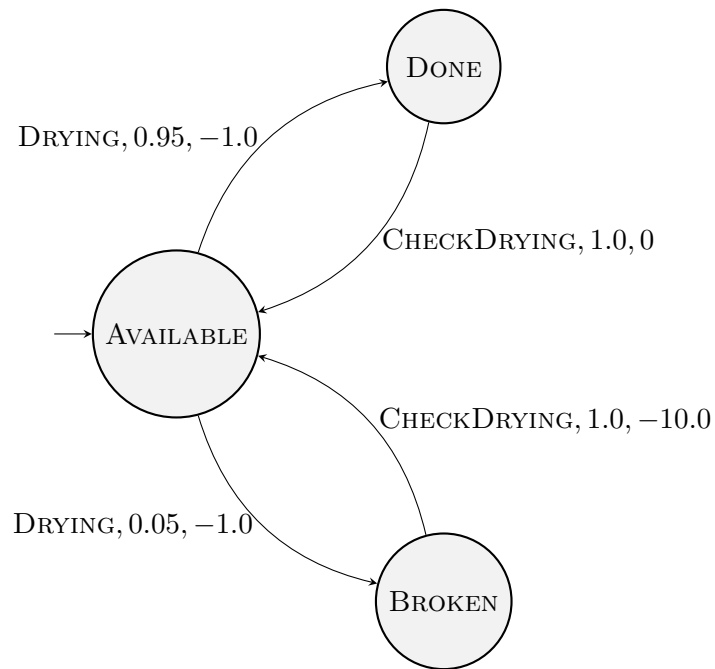 DONE
DRYING, 0.95, −1.0
CHECKDRYING, 1.0, 0
AVAILABLE
CHECKDRYING, 1.0, −10.0
DRYING, 0.05, −1.0
BROKEN